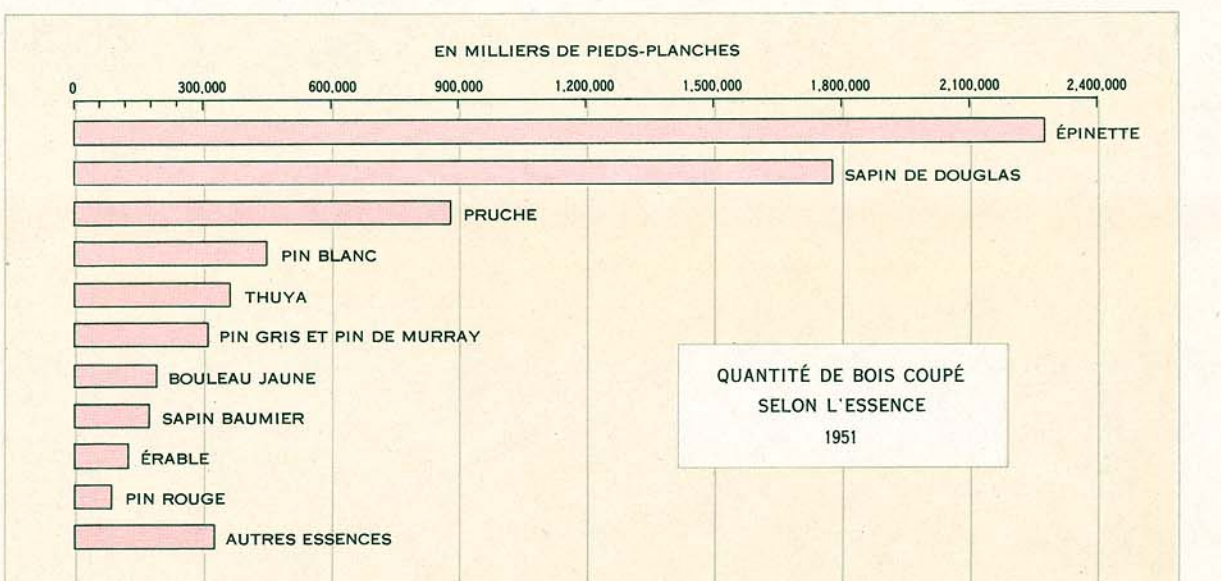 EN MILLIERS DE PIEDS-PLANCHES
0 300,000 600,000 900,000 1,200,000 1,500,000 1,800,000 2,100,000 2,400,000
ÉPINETTE
SAPIN DE DOUGLAS
PRUCHE
PIN BLANC
THUYA
PIN GRIS ET PIN DE MURRAY
BOULEAU JAUNE
SAPIN BAUMIER
ÉRABLE
PIN ROUGE
AUTRES ESSENCES
QUANTITÉ DE BOIS COUPÉ
SELON L'ESSENCE
1951